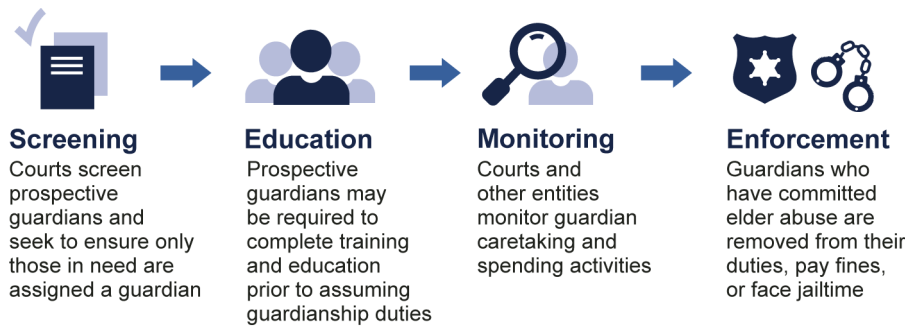 Screening
Courts screen
prospective
guardians and
seek to ensure only
those in need are
assigned a guardian
Education
Prospective
guardians may
be required to
complete training
and education
prior to assuming
guardianship duties
Monitoring
Courts and
other entities
monitor guardian
caretaking and
spending activities
Enforcement
Guardians who
have committed
elder abuse are
removed from their
duties, pay fines,
or face jailtime